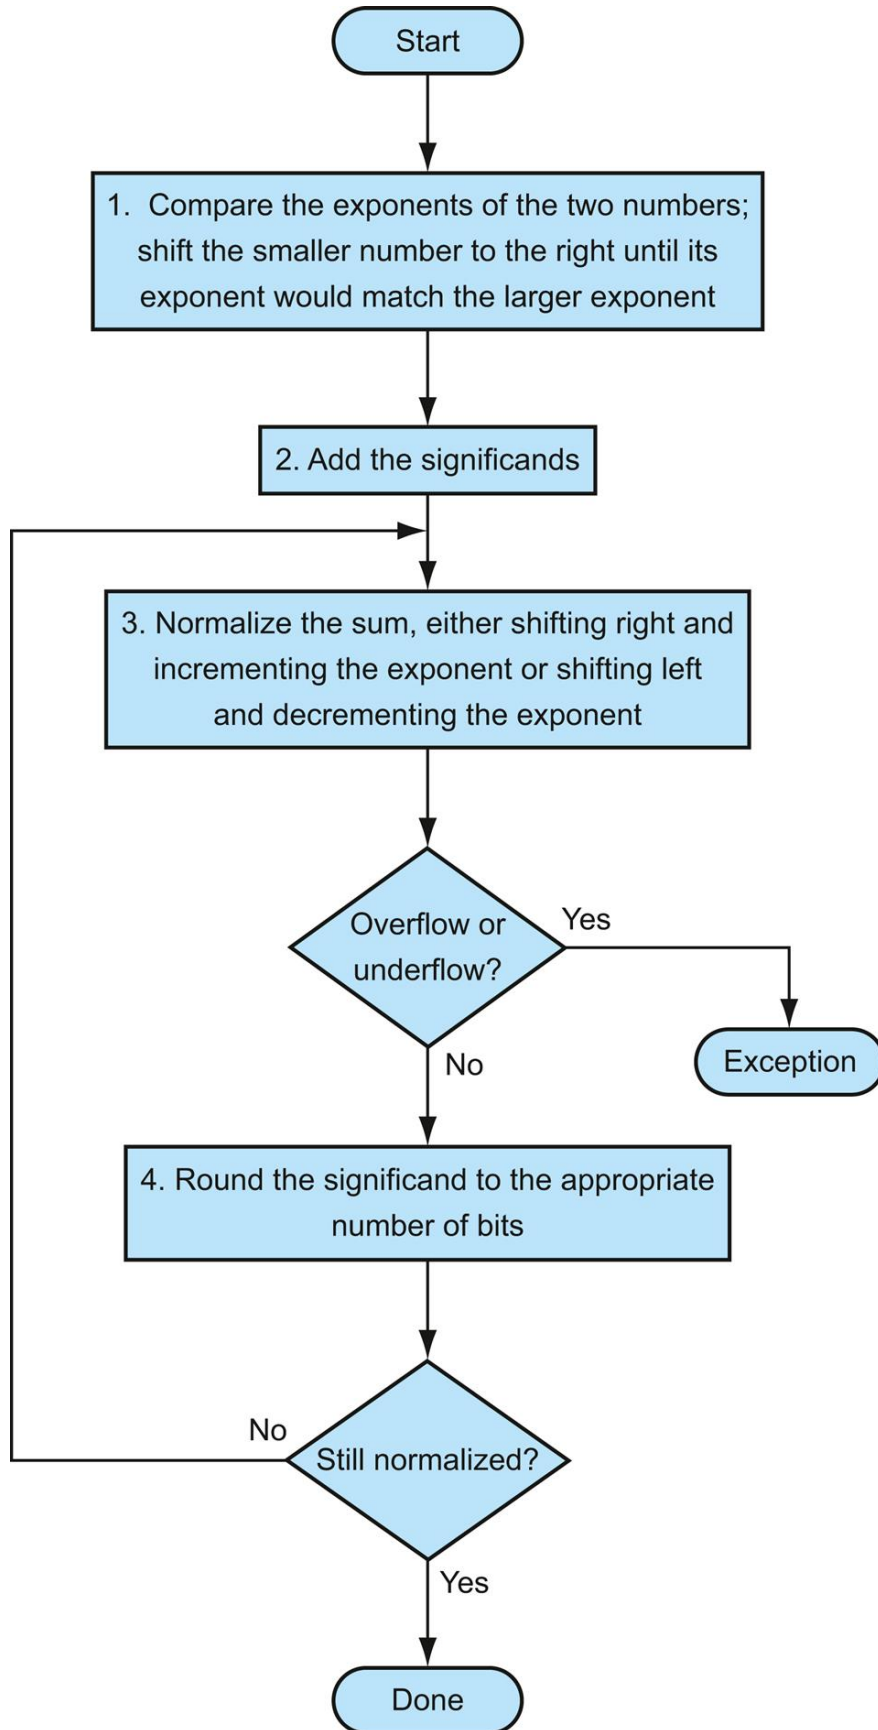 Start
1. Compare the exponents of the two numbers;
shift the smaller number to the right until its
exponent would match the larger exponent
2. Add the significands
3. Normalize the sum, either shifting right and
incrementing the exponent or shifting left
and decrementing the exponent
Overflow or
underflow?
Yes
Exception
No
4. Round the significand to the appropriate
number of bits
No
Still normalized?
Yes
Done